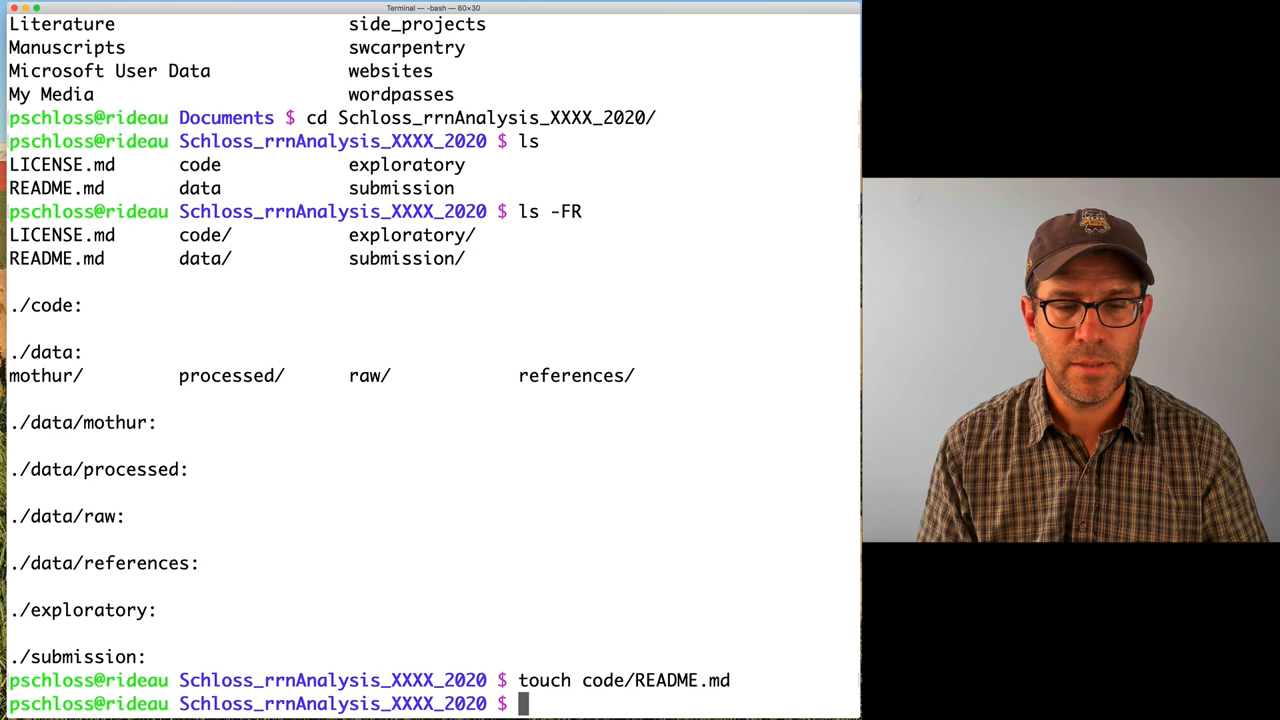 Terminal — -bash — 80×30
Literature side_projects
Manuscripts swcarpentry
Microsoft User Data websites
My Media wordpasses
pschloss@rideau Documents $ cd Schloss_rrnAnalysis_XXXX_2020/
pschloss@rideau Schloss_rrnAnalysis_XXXX_2020 $ ls
LICENSE.md code exploratory
README.md data submission
pschloss@rideau Schloss_rrnAnalysis_XXXX_2020 $ ls -FR
LICENSE.md code/ exploratory/
README.md data/ submission/
./code:
./data:
mothur/ processed/ raw/ references/
./data/mothur:
./data/processed:
./data/raw:
./data/references:
./exploratory:
./submission:
pschloss@rideau Schloss_rrnAnalysis_XXXX_2020 $ touch code/README.md
pschloss@rideau Schloss_rrnAnalysis_XXXX_2020 $